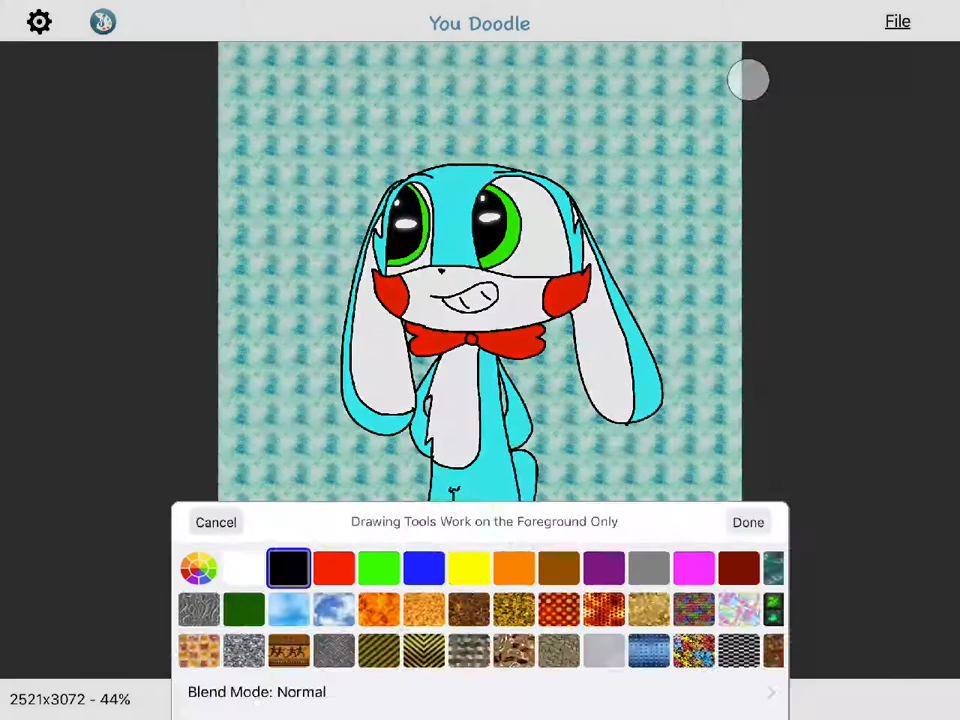 You Doodle
File
Cancel
Drawing Tools Work on the Foreground Only
Done
Blend Mode: Normal
2521x3072 - 44%